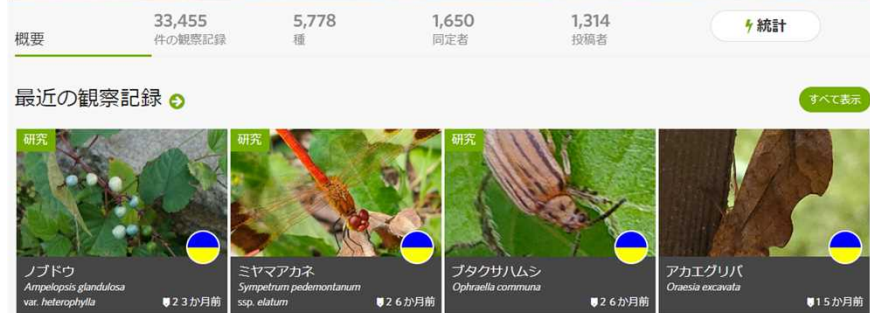 概要
33,455
件の観察記録
5,778
種
1,650
同定者
1,314
投稿者
統計
最近の観察記録
すべて表示
研究
ノブドウ
Ampelopsis glandulosa
var. heterophylla
2 3か月前
研究
ミヤマアカネ
Sympetrum pedemontanum
ssp. elatum
2 6か月前
研究
ブタクサハムシ
Ophraella communa
2 6か月前
アカエグリバ
Oraesia excavata
1 5か月前